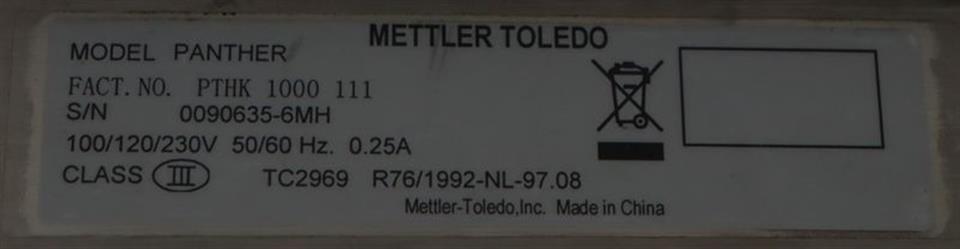 METTLER TOLEDO
MODEL PANTHER
FACT. NO. PTHK 1000 111
S/N 0090635-6MH
100/120/230V 50/60 Hz. 0.25A
CLASS III TC2969 R76/1992-NL-97.08
Mettler-Toledo,Inc. Made in China